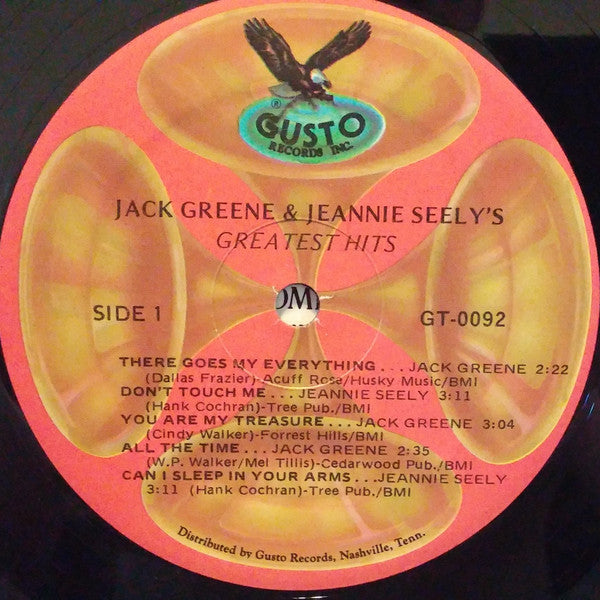 ®
GUSTO
RECORDS INC.
JACK GREENE & JEANNIE SEELY'S
GREATEST HITS
OM
SIDE 1
GT-0092
THERE GOES MY EVERYTHING . . . JACK GREENE 2:22
(Dallas Frazier)-Acuff Rose/Husky Music/BMI
DON'T TOUCH ME . . . JEANNIE SEELY 3:11
(Hank Cochran)-Tree Pub./BMI
YOU ARE MY TREASURE . . . JACK GREENE 3:04
(Cindy Walker)-Forrest Hills/BMI
ALL THE TIME . . . JACK GREENE 2:35
(W.P. Walker/Mel Tillis)-Cedarwood Pub./BMI
CAN I SLEEP IN YOUR ARMS . . . JEANNIE SEELY
3:11 (Hank Cochran)-Tree Pub./BMI
Distributed by Gusto Records, Nashville, Tenn.